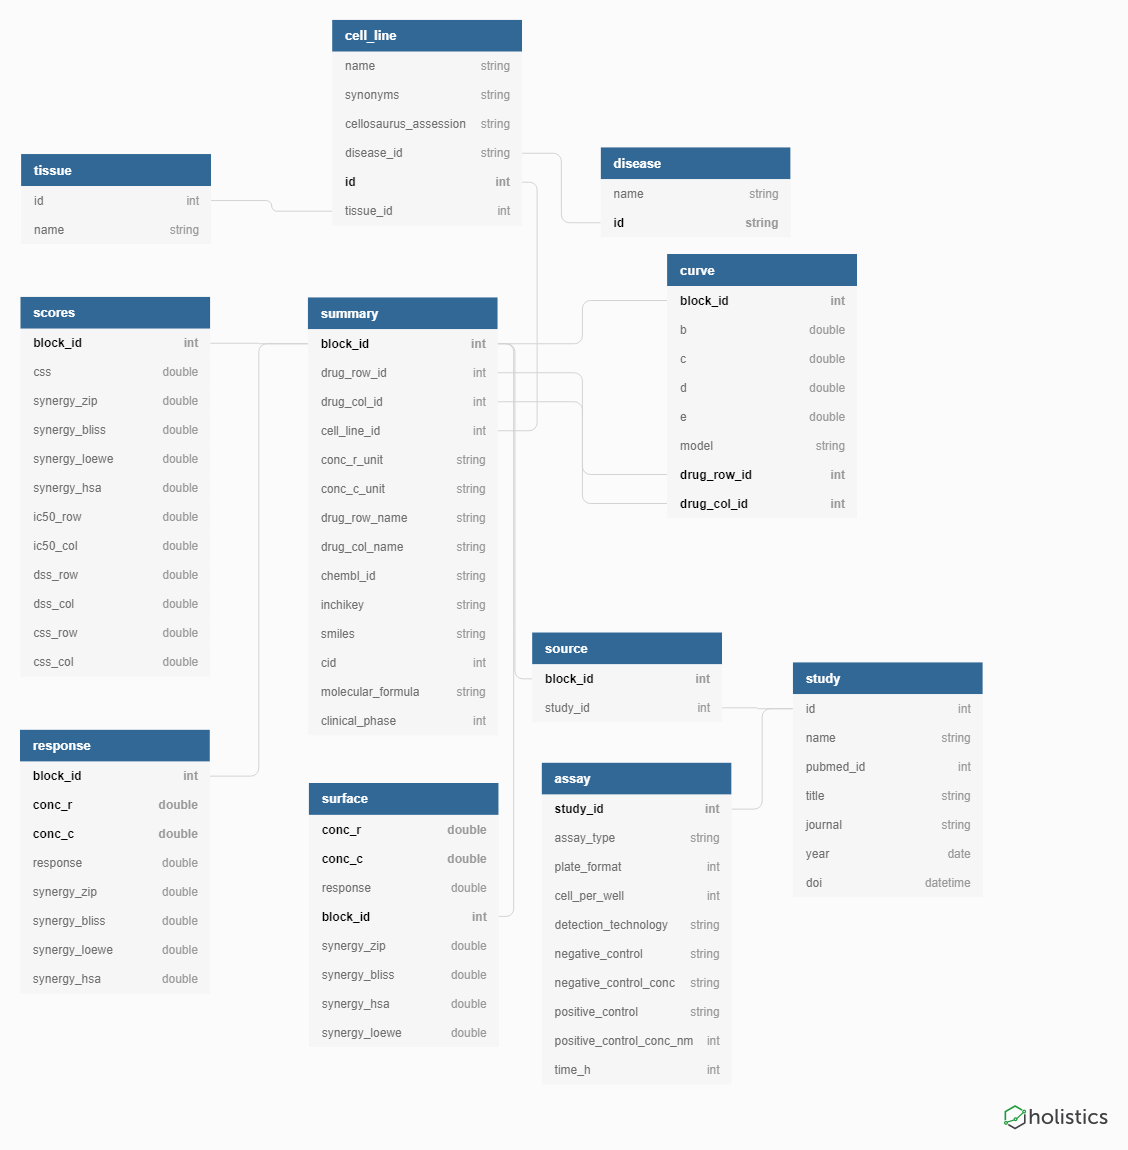 cell_line
name string
synonyms string
cellosaurus_assession string
disease_id string
id int
tissue_id int
tissue
id int
name string
disease
name string
id string
curve
block_id int
b double
c double
d double
e double
model string
drug_row_id int
drug_col_id int
scores
block_id int
css double
synergy_zip double
synergy_bliss double
synergy_loewe double
synergy_hsa double
ic50_row double
ic50_col double
dss_row double
dss_col double
css_row double
css_col double
summary
block_id int
drug_row_id int
drug_col_id int
cell_line_id int
conc_r_unit string
conc_c_unit string
drug_row_name string
drug_col_name string
chembl_id string
inchikey string
smiles string
cid int
molecular_formula string
clinical_phase int
source
block_id int
study_id int
study
id int
name string
pubmed_id int
title string
journal string
year date
doi datetime
response
block_id int
conc_r double
conc_c double
response double
synergy_zip double
synergy_bliss double
synergy_loewe double
synergy_hsa double
surface
conc_r double
conc_c double
response double
block_id int
synergy_zip double
synergy_bliss double
synergy_hsa double
synergy_loewe double
assay
study_id int
assay_type string
plate_format int
cell_per_well int
detection_technology string
negative_control string
negative_control_conc string
positive_control string
positive_control_conc_nm int
time_h int
holistics